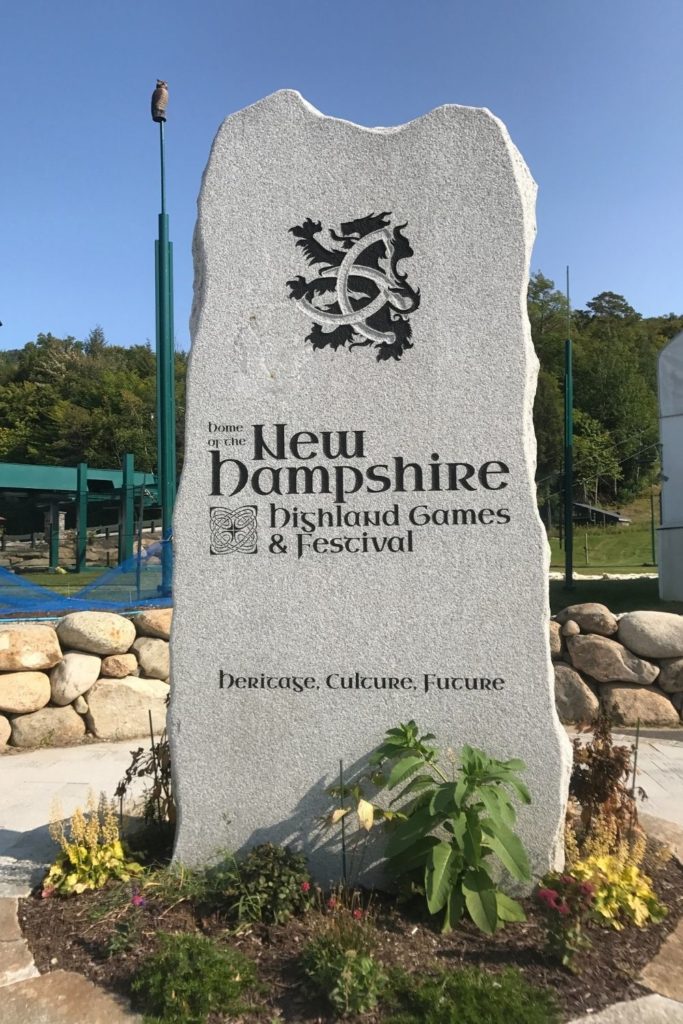 Home
of the
New
Hampshire
Highland Games
& Festival
Heritage, Culture, Future